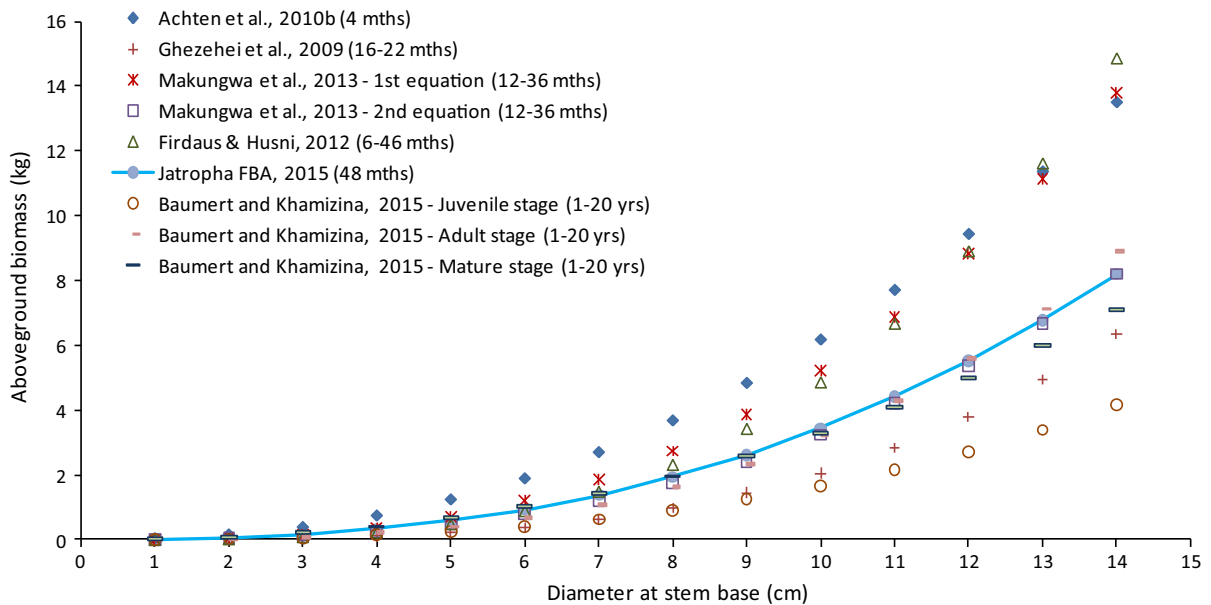 16
14
12
10
8
6
4
2
0
Aboveground biomass (kg)
Achten et al., 2010b (4 mths)
Ghezehei et al., 2009 (16-22 mths)
Makungwa et al., 2013 - 1st equation (12-36 mths)
Makungwa et al., 2013 - 2nd equation (12-36 mths)
Firdaus & Husni, 2012 (6-46 mths)
Jatropha FBA, 2015 (48 mths)
Baumert and Khamizina, 2015 - Juvenile stage (1-20 yrs)
Baumert and Khamizina, 2015 - Adult stage (1-20 yrs)
Baumert and Khamizina, 2015 - Mature stage (1-20 yrs)
0 1 2 3 4 5 6 7 8 9 10 11 12 13 14 15
Diameter at stem base (cm)